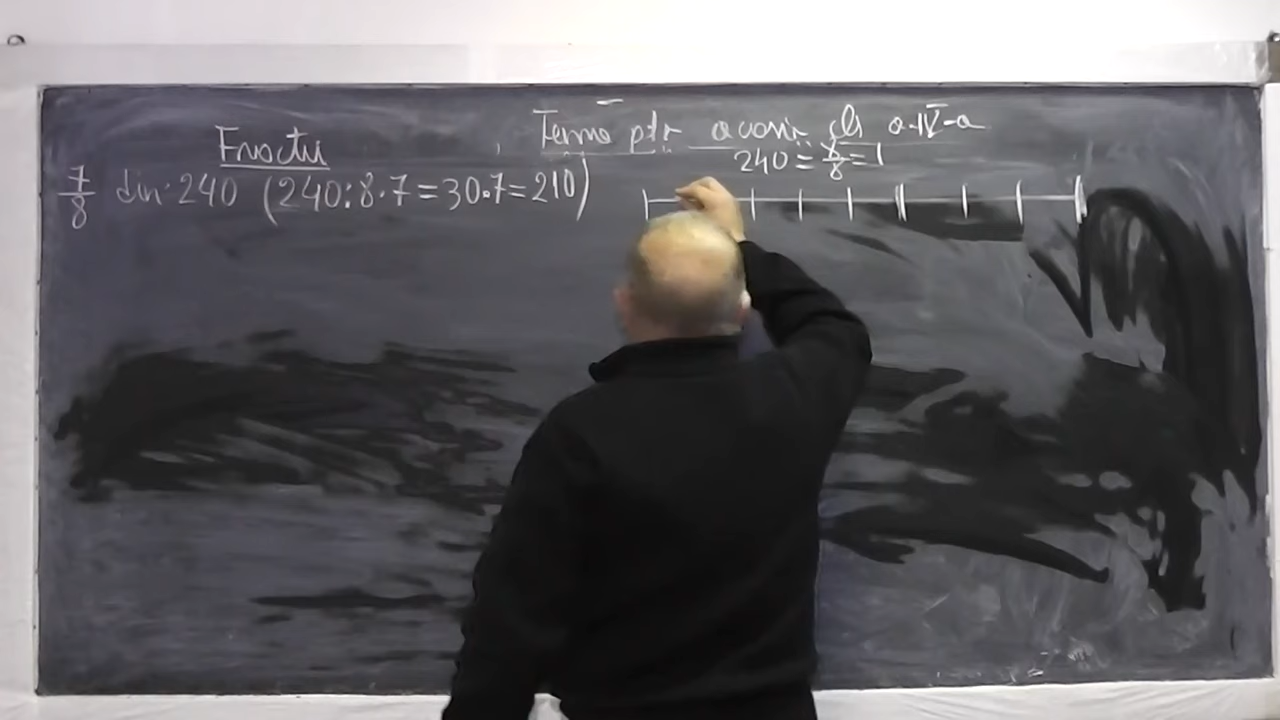 Teme ptr acasă cls a-IV-a
Fracții
240 = 8/8 = 1
7/8 din 240 (240:8·7=30·7=210)